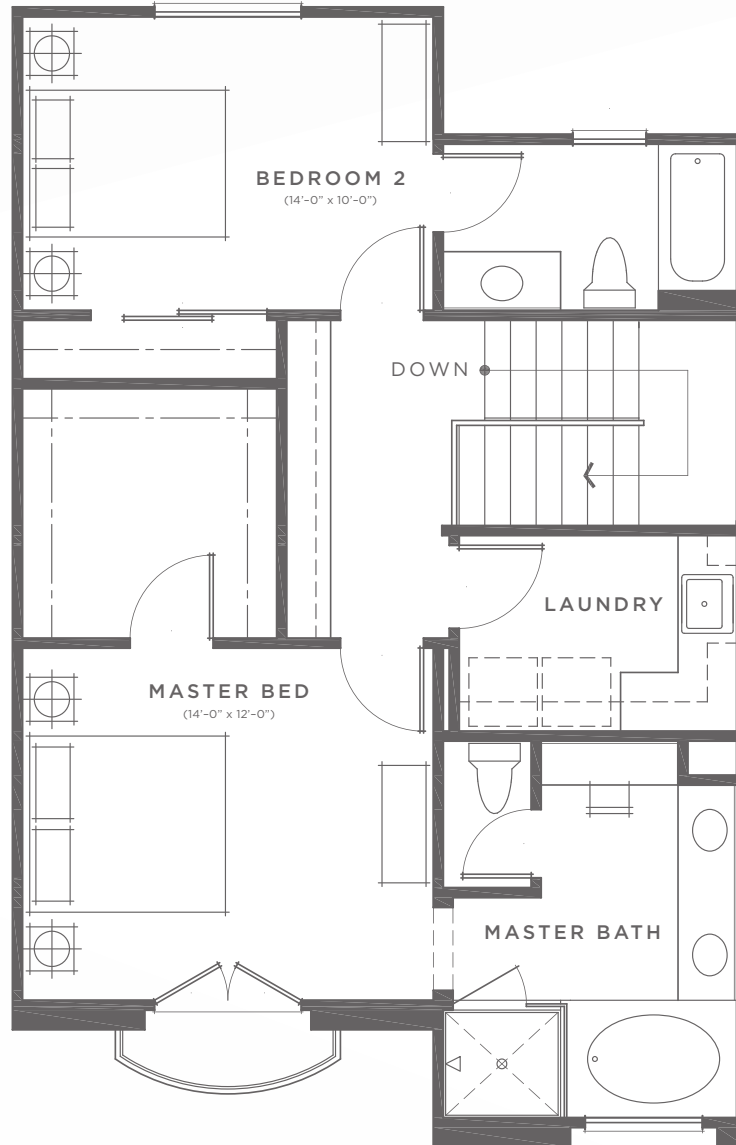 BEDROOM 2
(14'-0" x 10'-0")
DOWN
LAUNDRY
MASTER BED
(14'-0" x 12'-0")
MASTER BATH